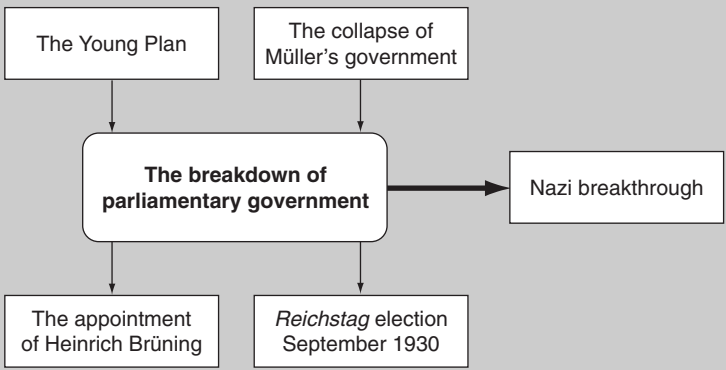 The Young Plan
The collapse of
Müller's government
The breakdown of
parliamentary government
Nazi breakthrough
The appointment
of Heinrich Brüning
Reichstag election
September 1930